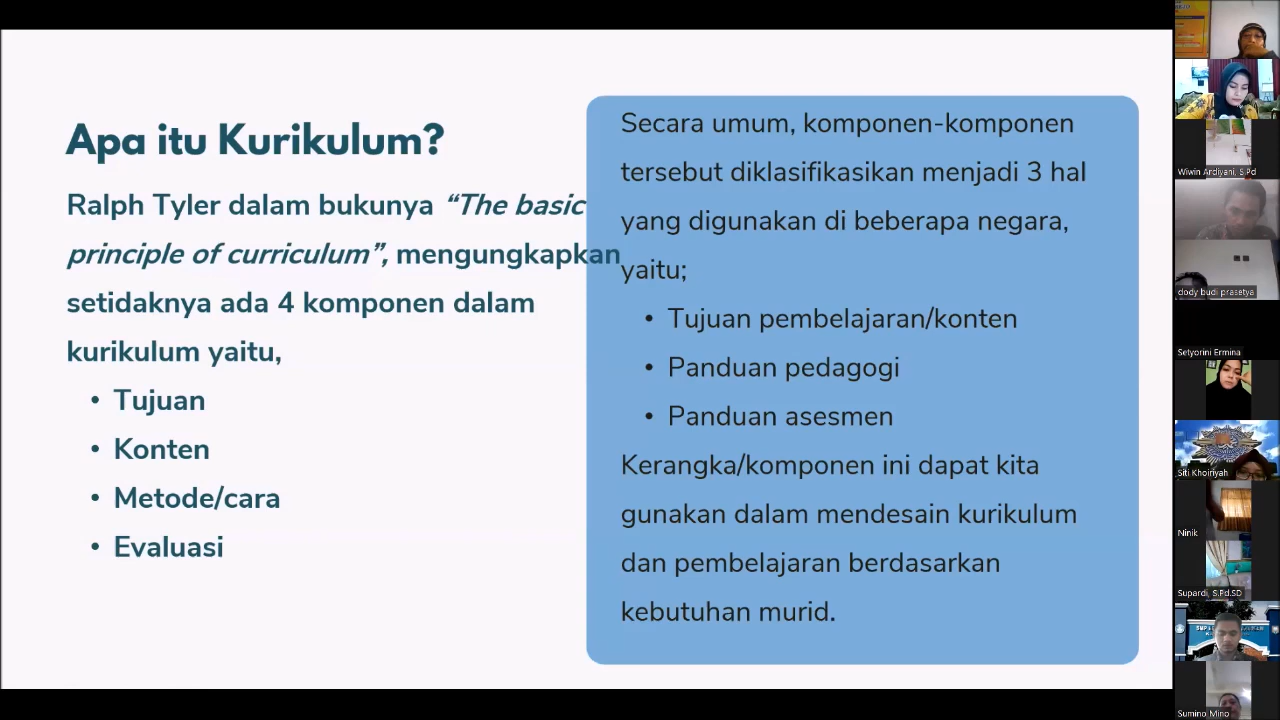 Apa itu Kurikulum?
Ralph Tyler dalam bukunya “The basic
principle of curriculum”, mengungkapkan
setidaknya ada 4 komponen dalam
kurikulum yaitu,
• Tujuan
• Konten
• Metode/cara
• Evaluasi
Secara umum, komponen-komponen
tersebut diklasifikasikan menjadi 3 hal
yang digunakan di beberapa negara,
yaitu;
• Tujuan pembelajaran/konten
• Panduan pedagogi
• Panduan asesmen
Kerangka/komponen ini dapat kita
gunakan dalam mendesain kurikulum
dan pembelajaran berdasarkan
kebutuhan murid.
Wiwin Ardiyani, S.Pd
dody budi prasetya
Setyorini Ermina
Siti Khoiriyah
Ninik
Supardi, S.Pd.SD
Sumino Mino